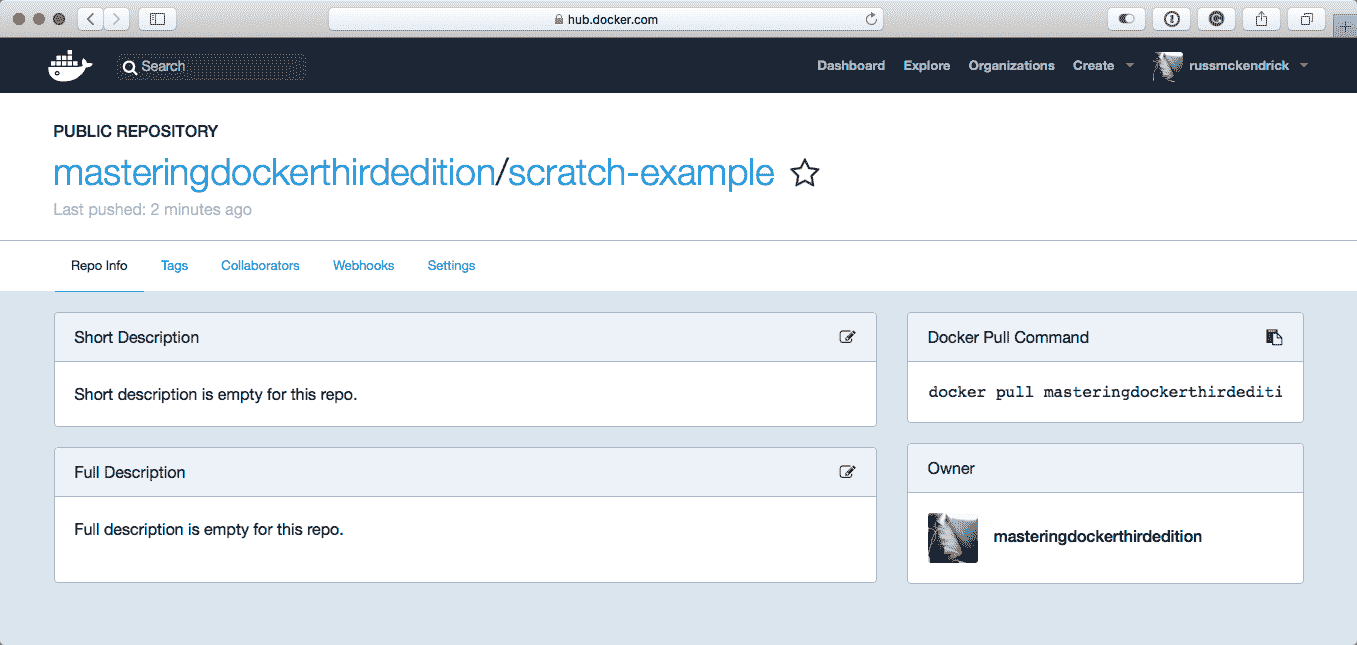 hub.docker.com
Search
Dashboard Explore Organizations Create russmckendrick
PUBLIC REPOSITORY
masteringdockerthirdedition/scratch-example
Last pushed: 2 minutes ago
Repo Info Tags Collaborators Webhooks Settings
Short Description
Short description is empty for this repo.
Full Description
Full description is empty for this repo.
Docker Pull Command
docker pull masteringdockerthirdediti
Owner
masteringdockerthirdedition